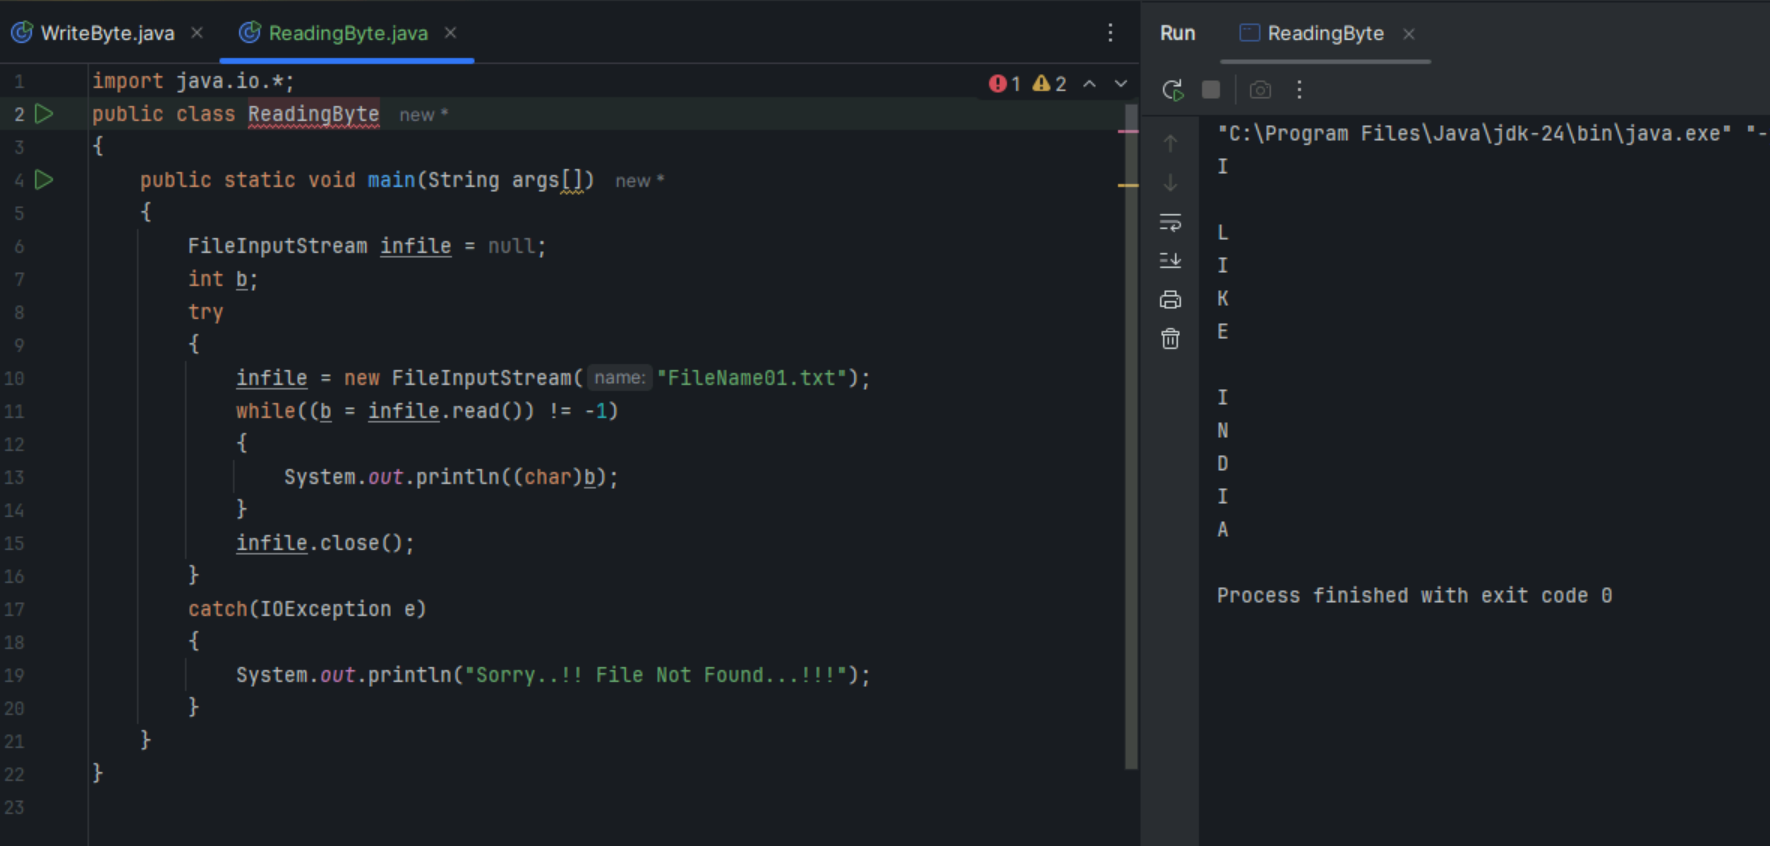 WriteByte.java
ReadingByte.java
1 2
1 import java.io.*;
2 public class ReadingByte new *
3 {
4 public static void main(String args[]) new *
5 {
6 FileInputStream infile = null;
7 int b;
8 try
9 {
10 infile = new FileInputStream( name: "FileName01.txt");
11 while((b = infile.read()) != -1)
12 {
13 System.out.println((char)b);
14 }
15 infile.close();
16 }
17 catch(IOException e)
18 {
19 System.out.println("Sorry..!! File Not Found...!!!");
20 }
21 }
22 }
23
Run ReadingByte
"C:\Program Files\Java\jdk-24\bin\java.exe" "-
I
L
I
K
E
I
N
D
I
A
Process finished with exit code 0